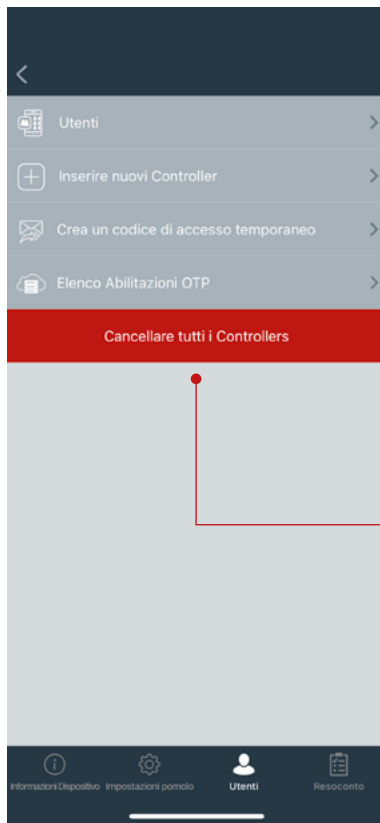 Utenti
Inserire nuovi Controller
Crea un codice di accesso temporaneo
Elenco Abilitazioni OTP
Cancellare tutti i Controllers
Informazioni Dispositivo Impostazioni pomolo Utenti Resoconto